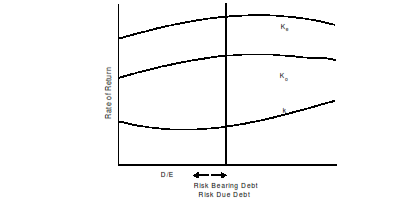 Ke
Ko
k
Rate of Return
D/E
Risk Bearing Debt
Risk Due Debt